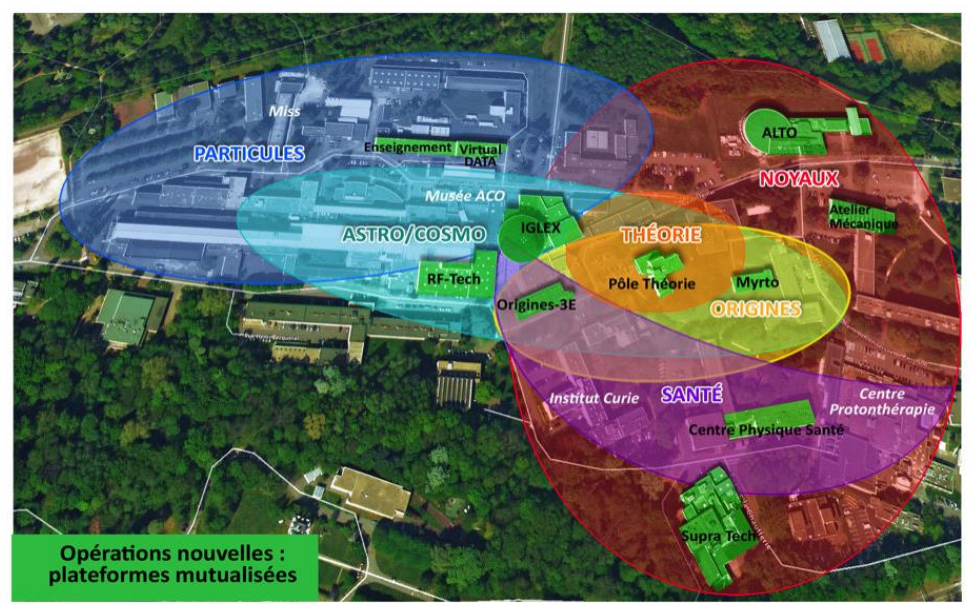 Miss
PARTICULES
Enseignement
Virtual
DATA
ALTO
NOYAUX
Musée ACO
Atelier
Mécanique
IGLEX
ASTRO/COSMO
THÉORIE
RF-Tech
Pôle Théorie
Myrto
Origines-3E
ORIGINES
SANTÉ
Institut Curie
Centre
Protonthérapie
Centre Physique Santé
Supra Tech
Opérations nouvelles :
plateformes mutualisées